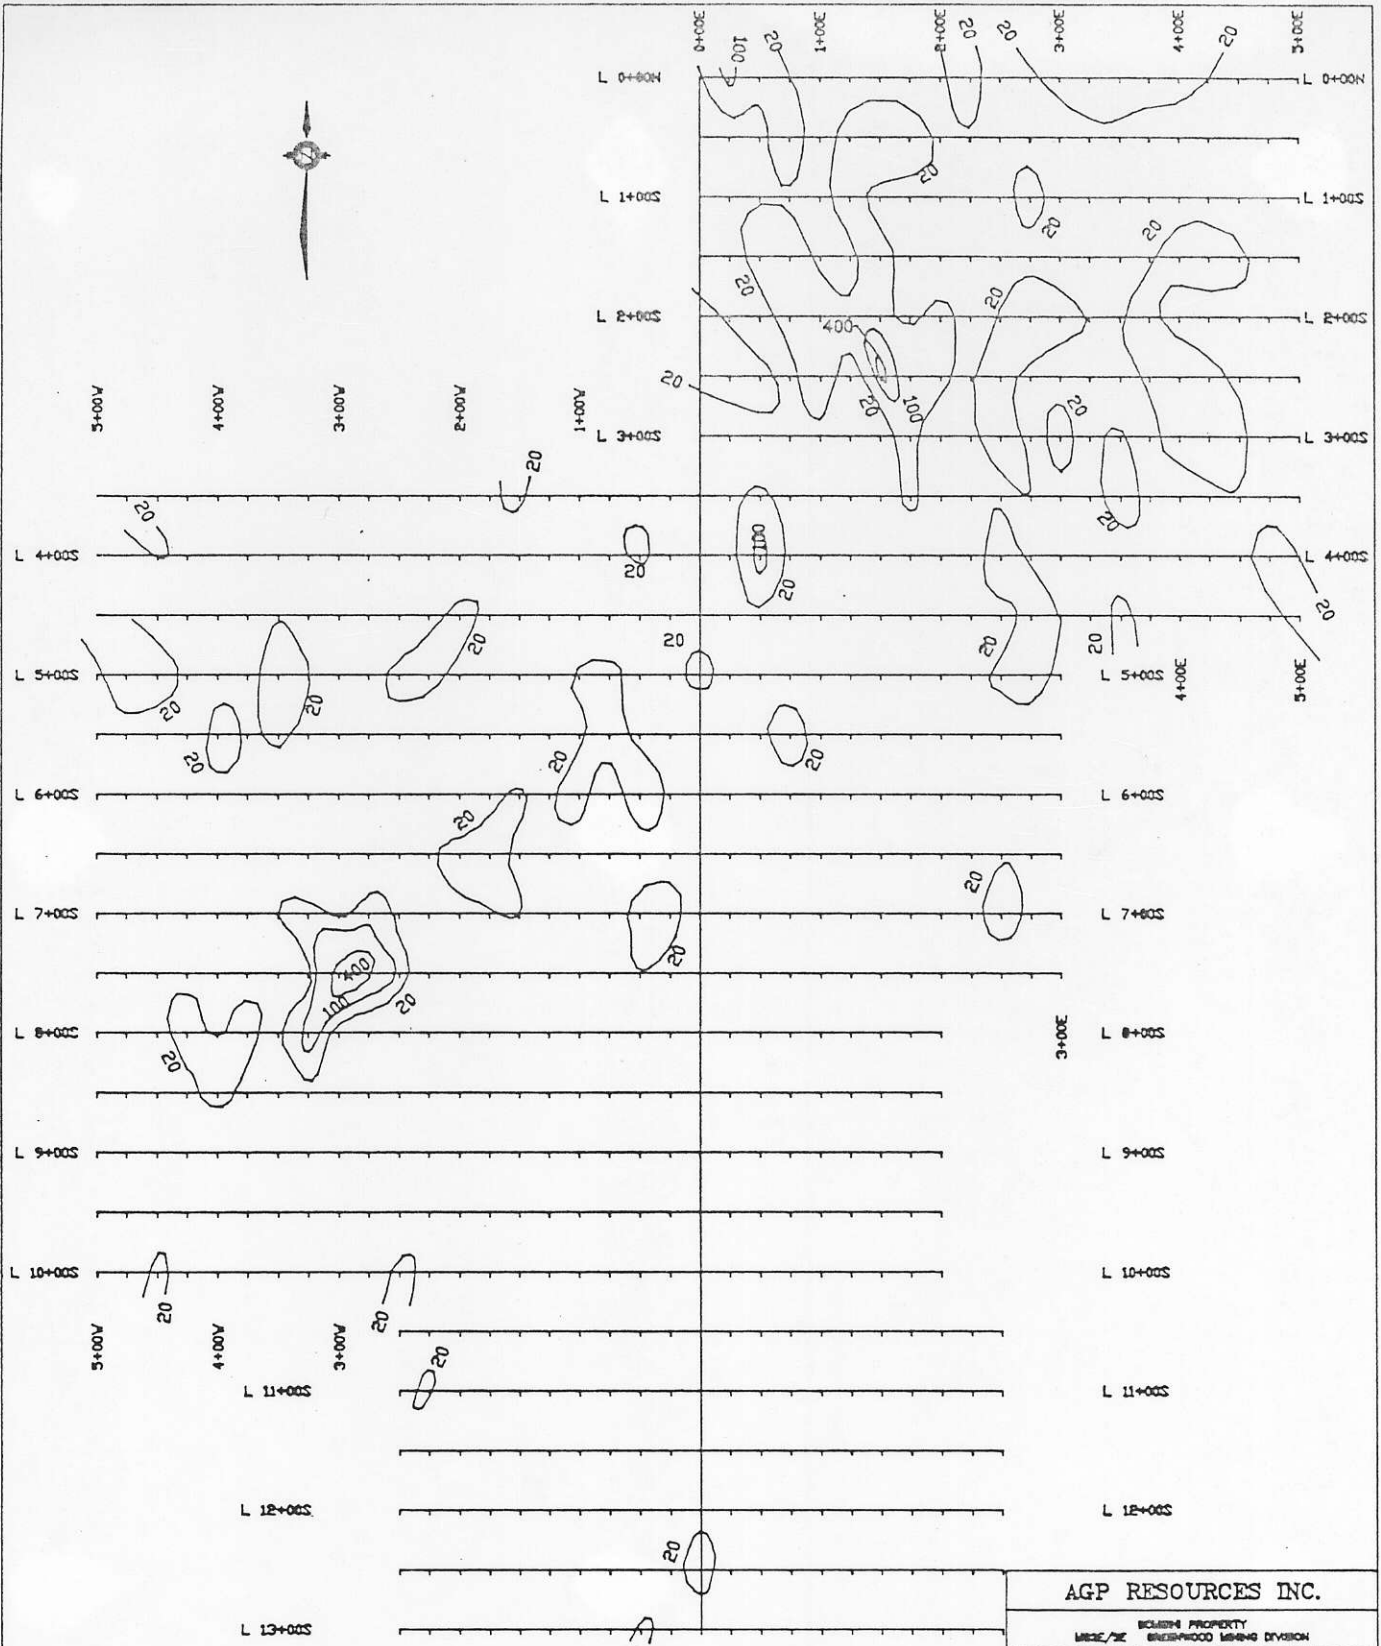 0+00E 1+00E 2+00E 3+00E 4+00E 5+00E
100 20 20 20 20
L 0+00N L 0+00N
20
L 1+00S L 1+00S
20 20
20 20
L 2+00S L 2+00S
400
20
5+00W 4+00W 3+00W 2+00W 1+00W
20 100 20
L 3+00S L 3+00S
20
20 20
L 4+00S 100 L 4+00S
20 20 20
20 20 20 20
L 5+00S L 5+00S
4+00E 5+00E
20 20
20 20 20
L 6+00S L 6+00S
20
20
L 7+00S L 7+00S
20
400
100 20
L 8+00S 3+00E L 8+00S
20
L 9+00S L 9+00S
L 10+00S L 10+00S
20 20
5+00W 4+00W 3+00W
20
L 11+00S L 11+00S
L 12+00S L 12+00S
20
AGP RESOURCES INC.
PROPERTY
L 13+00S
MINING DIVISION